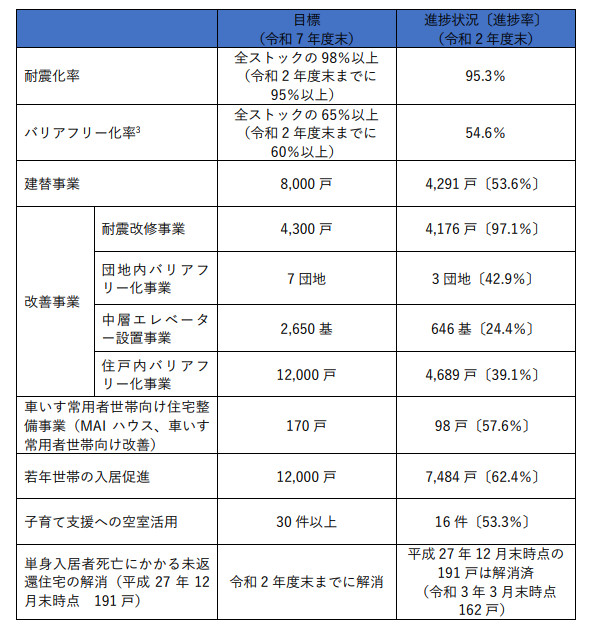 目標
（令和７年度末）
進捗状況〔進捗率〕
（令和２年度末）
耐震化率
全ストックの 98％以上
（令和２年度末までに
95％以上）
95.3％
バリアフリー化率3
全ストックの 65％以上
（令和２年度末までに
60％以上）
54.6％
建替事業
8,000 戸
4,291 戸〔53.6％〕
改善事業
耐震改修事業
4,300 戸
4,176 戸〔97.1％〕
団地内バリアフ
リー化事業
7 団地
3 団地〔42.9％〕
中層エレベータ
ー設置事業
2,650 基
646 基〔24.4％〕
住戸内バリアフ
リー化事業
12,000 戸
4,689 戸〔39.1％〕
車いす常用者世帯向け住宅整
備事業（MAI ハウス、車いす
常用者世帯向け改善）
170 戸
98 戸〔57.6％〕
若年世帯の入居促進
12,000 戸
7,484 戸〔62.4％〕
子育て支援への空室活用
30 件以上
16 件〔53.3％〕
単身入居者死亡にかかる未返
還住宅の解消（平成 27 年 12
月末時点　191 戸）
令和２年度末までに解消
平成 27 年 12 月末時点の
191 戸は解消済
（令和３年３月末時点
162 戸）